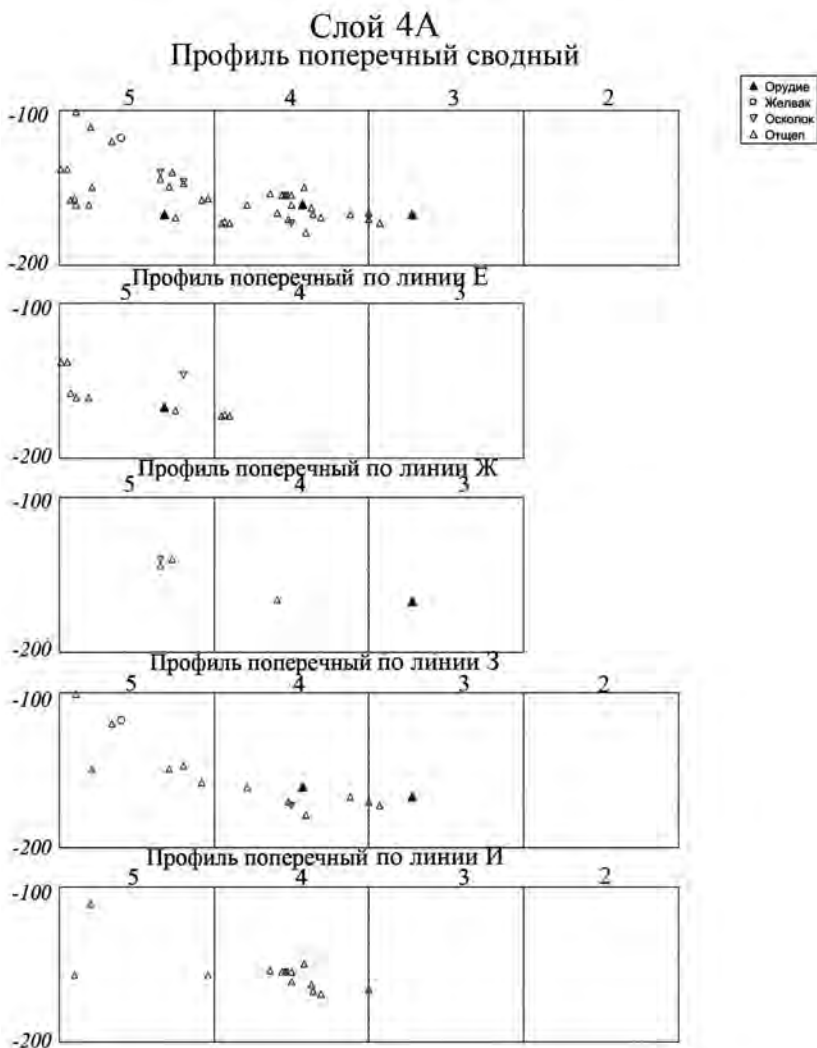 Слой 4А
Профиль поперечный сводный
5 4 3 2
-100
▲ Орудие
○ Желвак
▽ Осколок
△ Отщеп
-200
Профиль поперечный по линии Е
5 4 3
-100
-200
Профиль поперечный по линии Ж
5 4 3
-100
-200
Профиль поперечный по линии З
5 4 3 2
-100
-200
Профиль поперечный по линии И
5 4 3 2
-100
-200